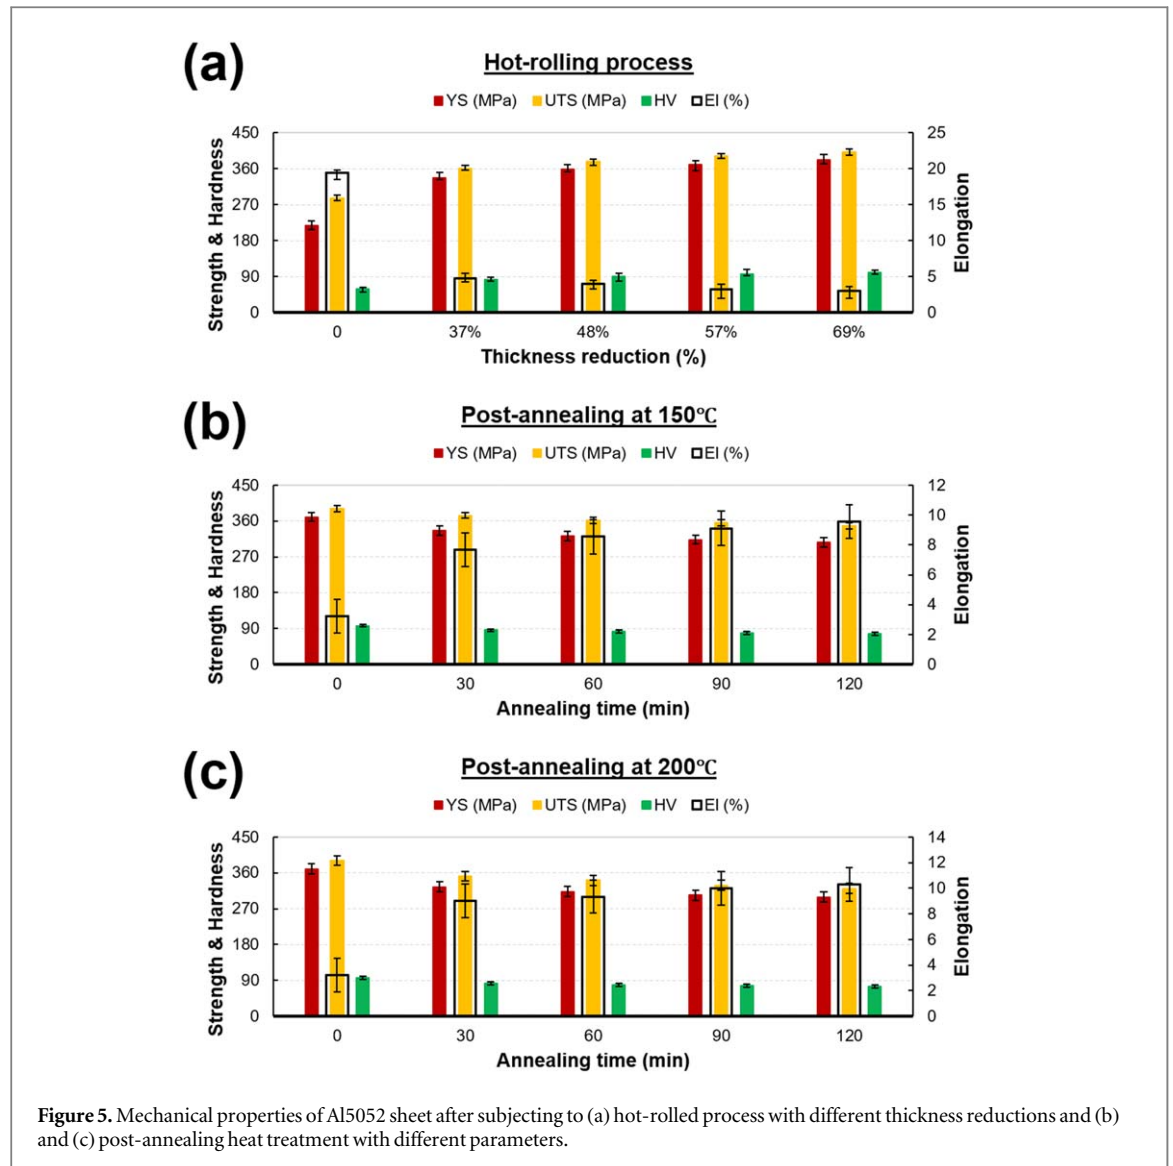 (a)
Hot-rolling process
YS (MPa) UTS (MPa) HV El (%)
Strength & Hardness
450
360
270
180
90
0
25
20
15
10
5
0
Elongation
0 37% 48% 57% 69%
Thickness reduction (%)
(b)
Post-annealing at 150℃
YS (MPa) UTS (MPa) HV El (%)
Strength & Hardness
450
360
270
180
90
0
12
10
8
6
4
2
0
Elongation
0 30 60 90 120
Annealing time (min)
(c)
Post-annealing at 200℃
YS (MPa) UTS (MPa) HV El (%)
Strength & Hardness
450
360
270
180
90
0
14
12
10
8
6
4
2
0
Elongation
0 30 60 90 120
Annealing time (min)
Figure 5. Mechanical properties of Al5052 sheet after subjecting to (a) hot-rolled process with different thickness reductions and (b)
and (c) post-annealing heat treatment with different parameters.